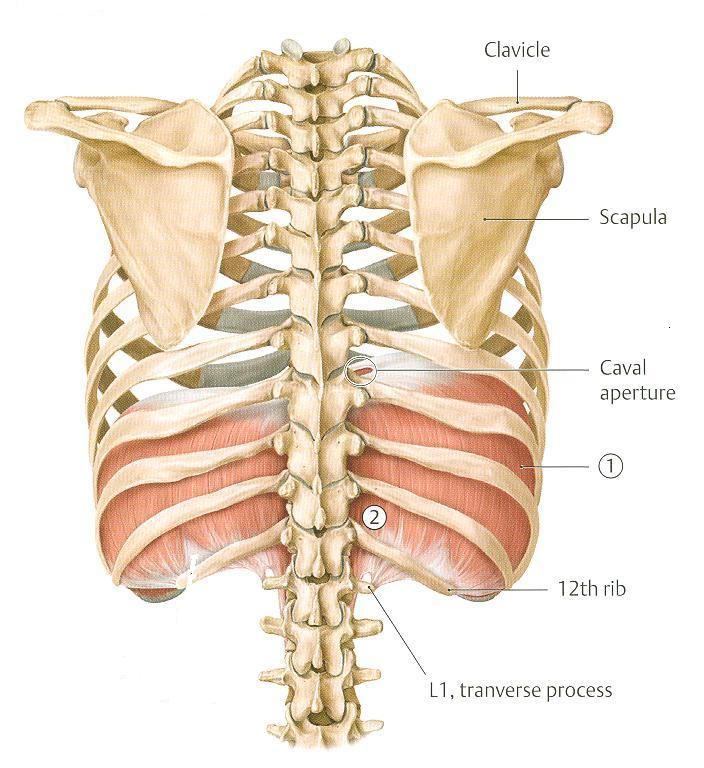 Clavicle
Scapula
Caval
aperture
1
2
12th rib
L1, tranverse process